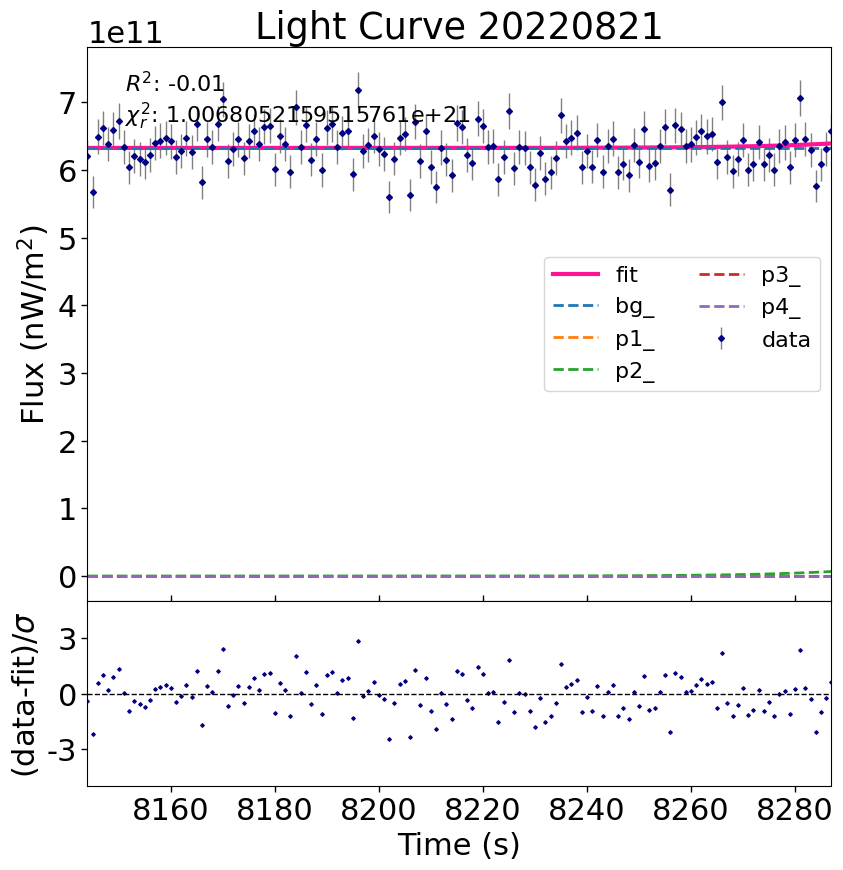 Light Curve 20220821
1e11
R²: -0.01
χ²ᵣ: 1.0068052159515761e+21
7
6
5
4
3
2
1
0
Flux (nW/m²)
fit
bg_
p1_
p2_
p3_
p4_
data
3
0
-3
(data-fit)/σ
8160 8180 8200 8220 8240 8260 8280
Time (s)